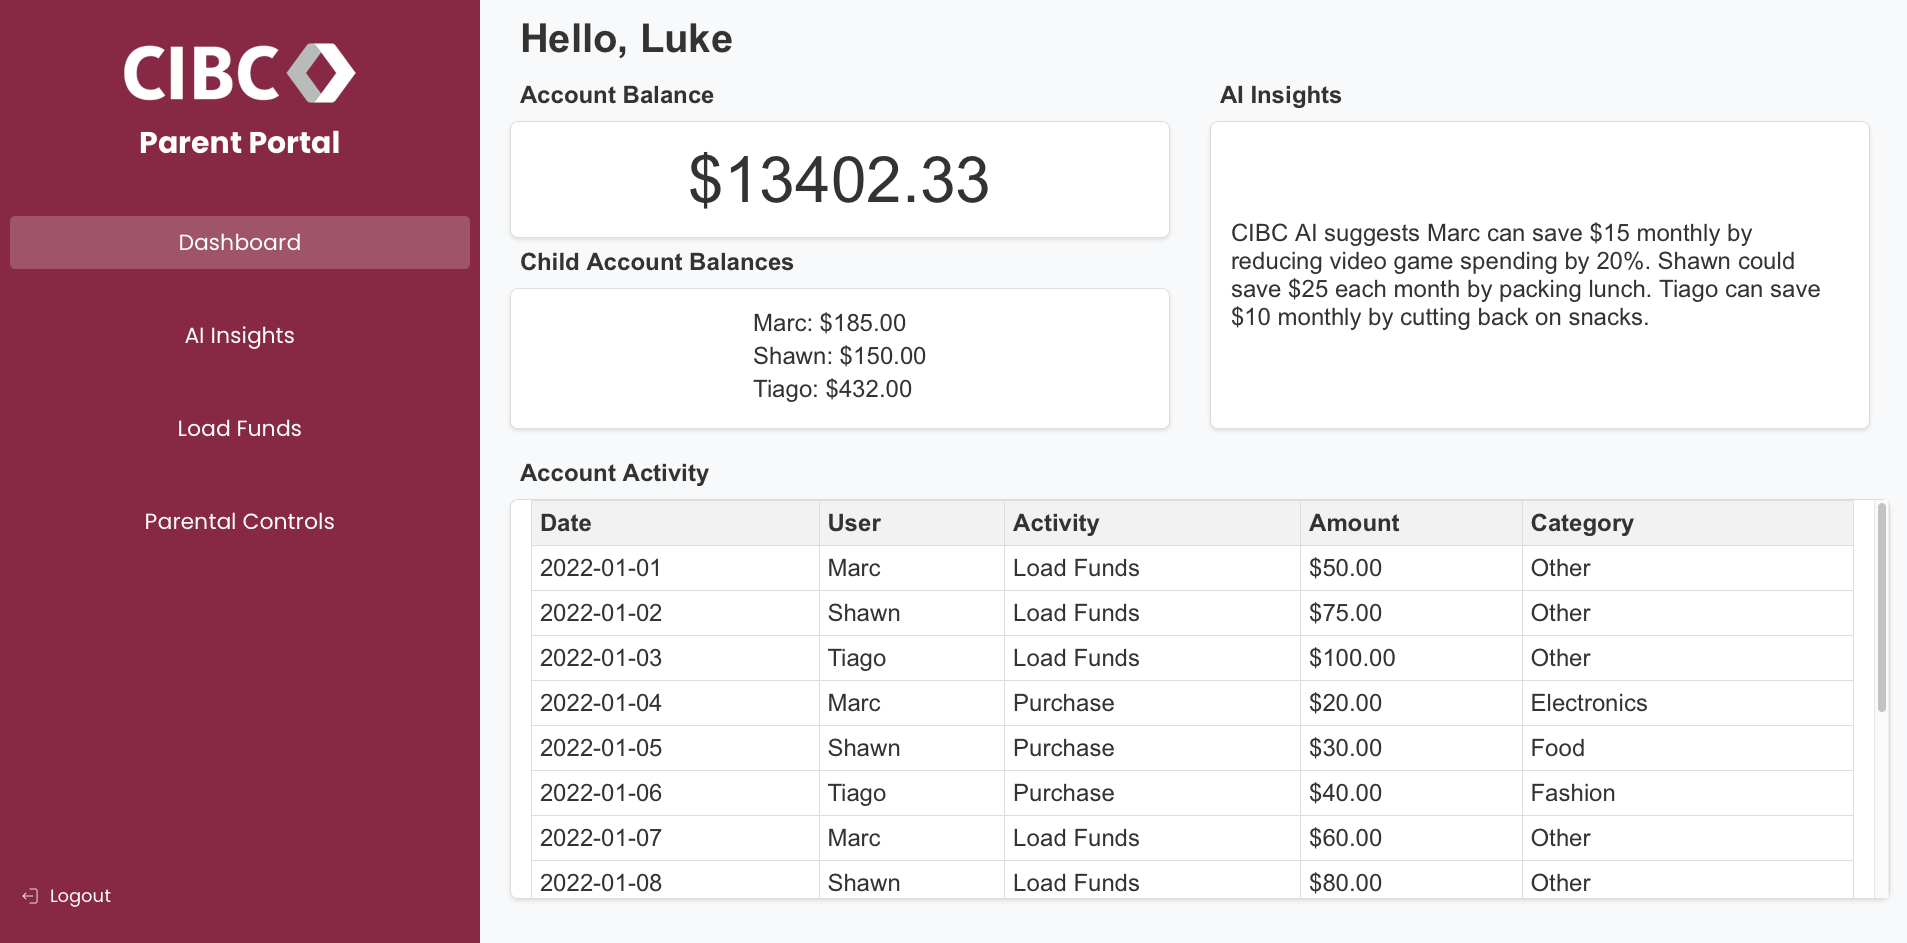 CIBC
Parent Portal
Dashboard
AI Insights
Load Funds
Parental Controls
Logout
Hello, Luke
Account Balance
$13402.33
Child Account Balances
Marc: $185.00
Shawn: $150.00
Tiago: $432.00
AI Insights
CIBC AI suggests Marc can save $15 monthly by
reducing video game spending by 20%. Shawn could
save $25 each month by packing lunch. Tiago can save
$10 monthly by cutting back on snacks.
Account Activity
Date User Activity Amount Category
2022-01-01 Marc Load Funds $50.00 Other
2022-01-02 Shawn Load Funds $75.00 Other
2022-01-03 Tiago Load Funds $100.00 Other
2022-01-04 Marc Purchase $20.00 Electronics
2022-01-05 Shawn Purchase $30.00 Food
2022-01-06 Tiago Purchase $40.00 Fashion
2022-01-07 Marc Load Funds $60.00 Other
2022-01-08 Shawn Load Funds $80.00 Other